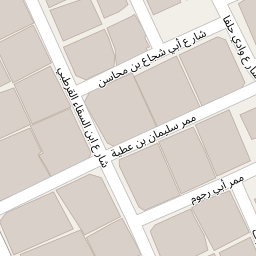 شارع أبي شجاع بن محاسن
شارع وادي حلفا
شارع ابن السقاء القرطبي
ممر سليمان بن عطية
ممر أبي رحوم